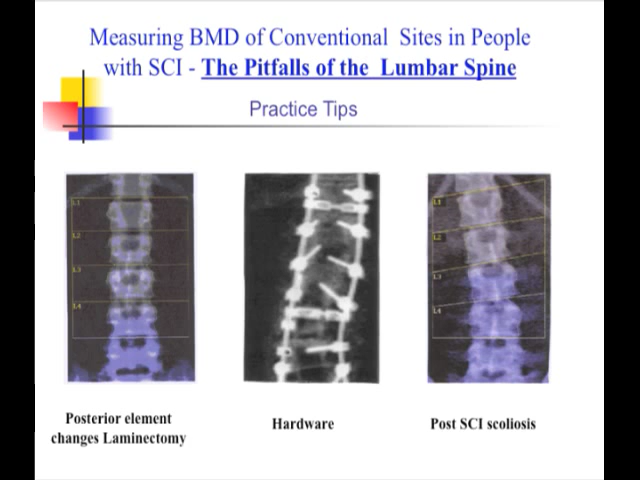 Measuring BMD of Conventional Sites in People
with SCI - The Pitfalls of the Lumbar Spine
Practice Tips
L1
L2
L3
L4
L1
L2
L3
L4
Posterior element
changes Laminectomy
Hardware
Post SCI scoliosis